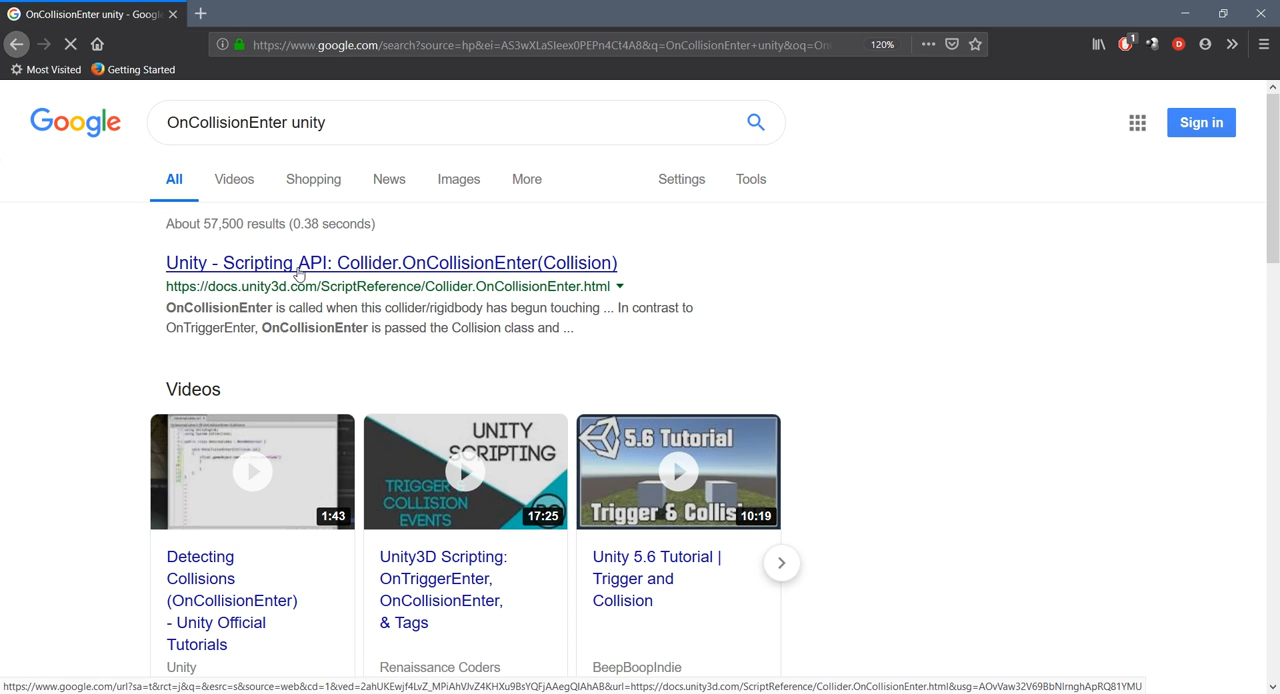 OnCollisionEnter unity - Googl
https://www.google.com/search?source=hp&ei=AS3wXLaSIeex0PEPn4Ct4A8&q=OnCollisionEnter+unity&oq=On
120%
1
Most Visited
Getting Started
Google
OnCollisionEnter unity
Sign in
All
Videos
Shopping
News
Images
More
Settings
Tools
About 57,500 results (0.38 seconds)
Unity - Scripting API: Collider.OnCollisionEnter(Collision)
https://docs.unity3d.com/ScriptReference/Collider.OnCollisionEnter.html
OnCollisionEnter is called when this collider/rigidbody has begun touching ... In contrast to
OnTriggerEnter, OnCollisionEnter is passed the Collision class and ...
Videos
1:43
UNITY
SCRIPTING
TRIGGER
COLLISION
EVENTS
17:25
5.6 Tutorial
Trigger & Collis
10:19
Detecting
Collisions
(OnCollisionEnter)
- Unity Official
Tutorials
Unity
Unity3D Scripting:
OnTriggerEnter,
OnCollisionEnter,
& Tags
Renaissance Coders
Unity 5.6 Tutorial |
Trigger and
Collision
BeepBoopIndie
https://www.google.com/url?sa=t&rct=j&q=&esrc=s&source=web&cd=1&ved=2ahUKEwjf4LvZ_MPiAhVJvZ4KHXu9BsYQFjAAegQIAhAB&url=https://docs.unity3d.com/ScriptReference/Collider.OnCollisionEnter.html&usg=AOvVaw32V69BbNlrnghApRQ81YMU